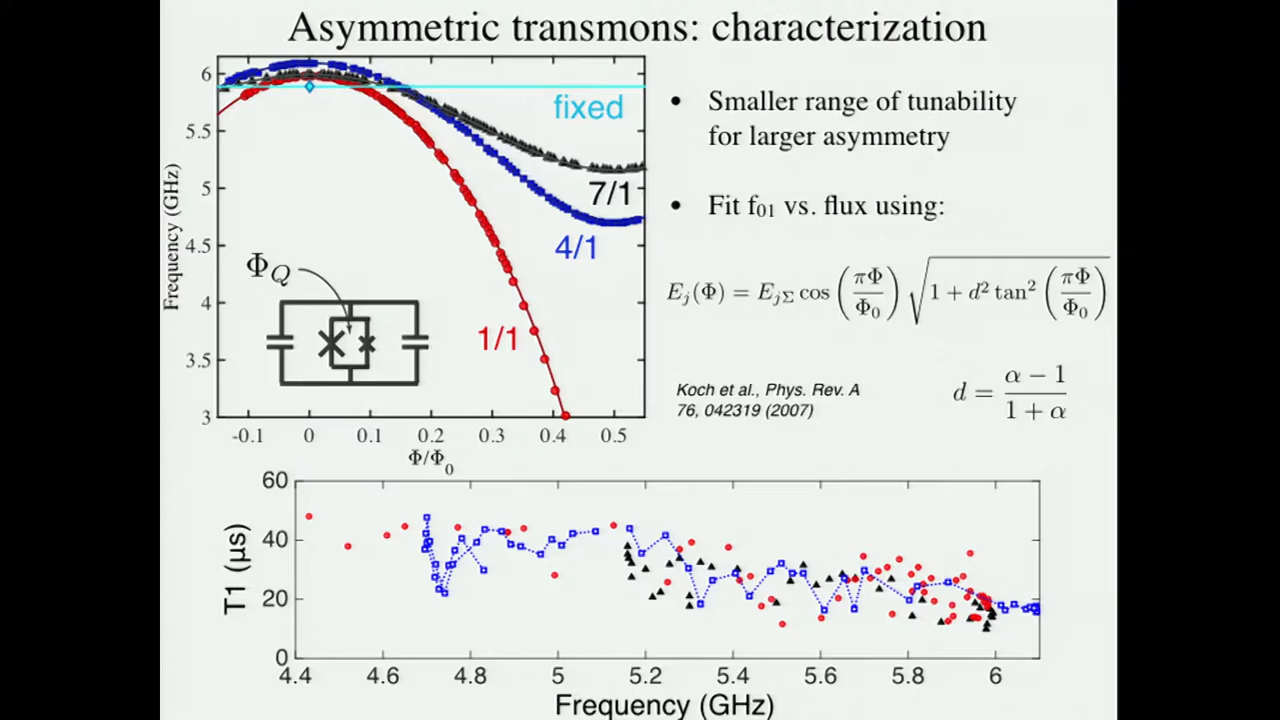 Asymmetric transmons: characterization
6
5.5
5
4.5
4
3.5
3
Frequency (GHz)
fixed
7/1
4/1
1/1
Φ_Q
-0.1 0 0.1 0.2 0.3 0.4 0.5
Φ/Φ₀
• Smaller range of tunability
for larger asymmetry
• Fit f₀₁ vs. flux using:
E_j(Φ) = E_{jΣ} cos (πΦ/Φ₀) √(1 + d² tan² (πΦ/Φ₀))
Koch et al., Phys. Rev. A
76, 042319 (2007)
d = (α − 1)/(1 + α)
60
40
20
0
T1 (μs)
4.4 4.6 4.8 5 5.2 5.4 5.6 5.8 6
Frequency (GHz)